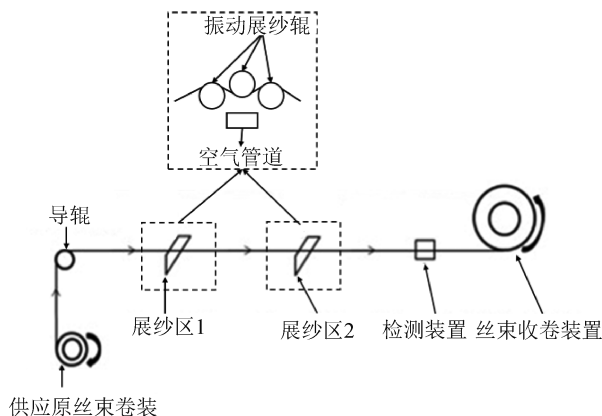 振动展纱辊
空气管道
导辊
展纱区1
展纱区2
检测装置
丝束收卷装置
供应原丝束卷装